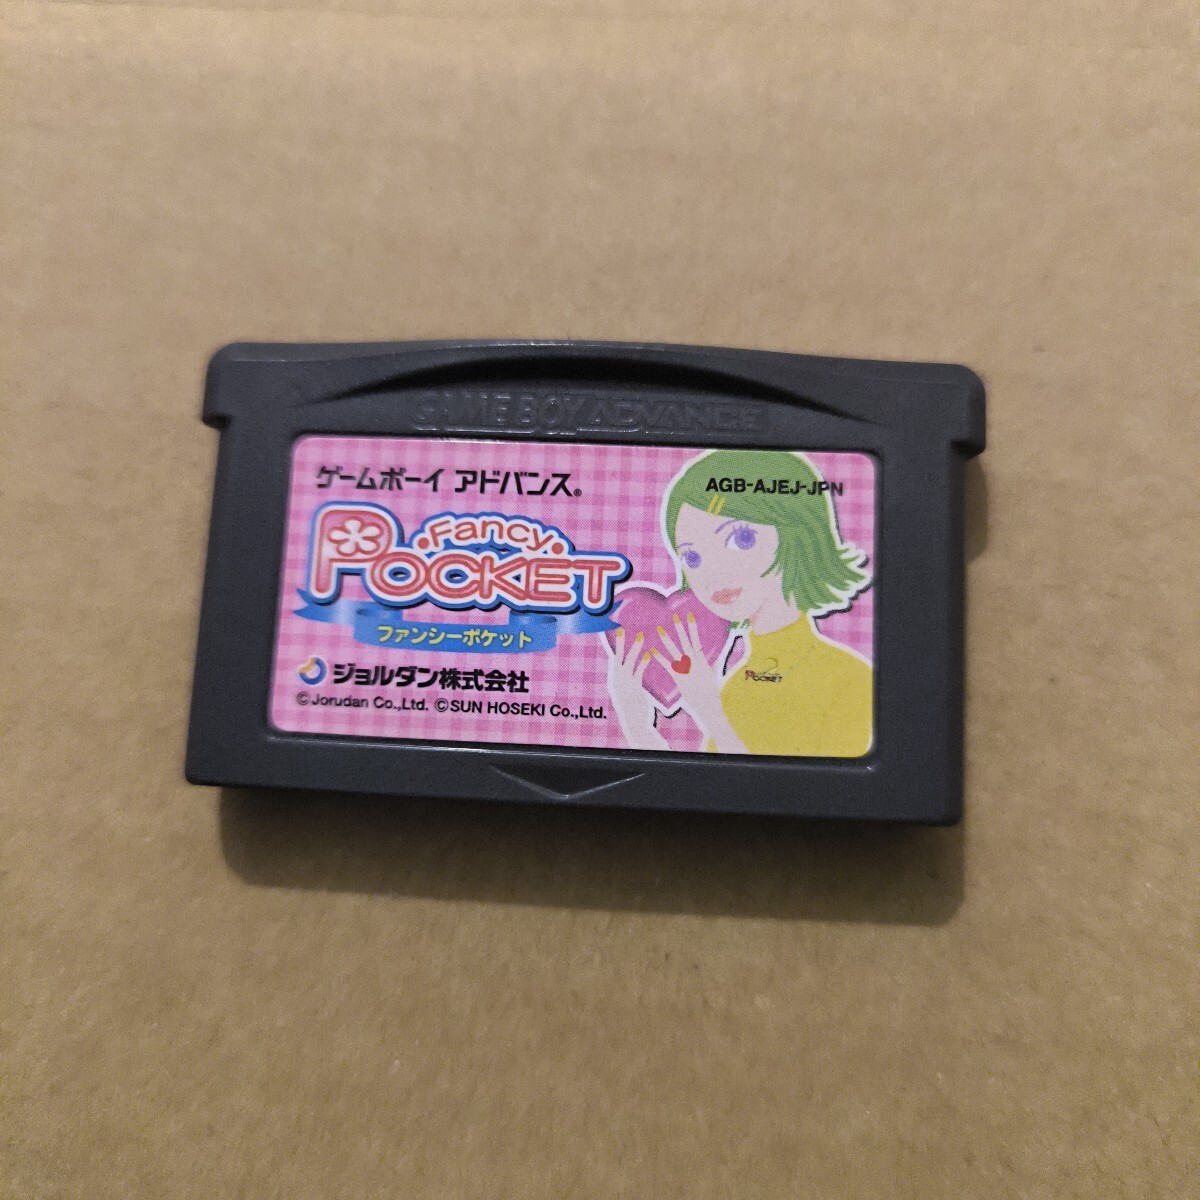 GAME BOY ADVANCE
ゲームボーイ アドバンス®
AGB-AJEJ-JPN
Fancy
POCKET
ファンシーポケット
POCKET
ジョルダン株式会社
©Jorudan Co.,Ltd. ©SUN HOSEKI Co.,Ltd.